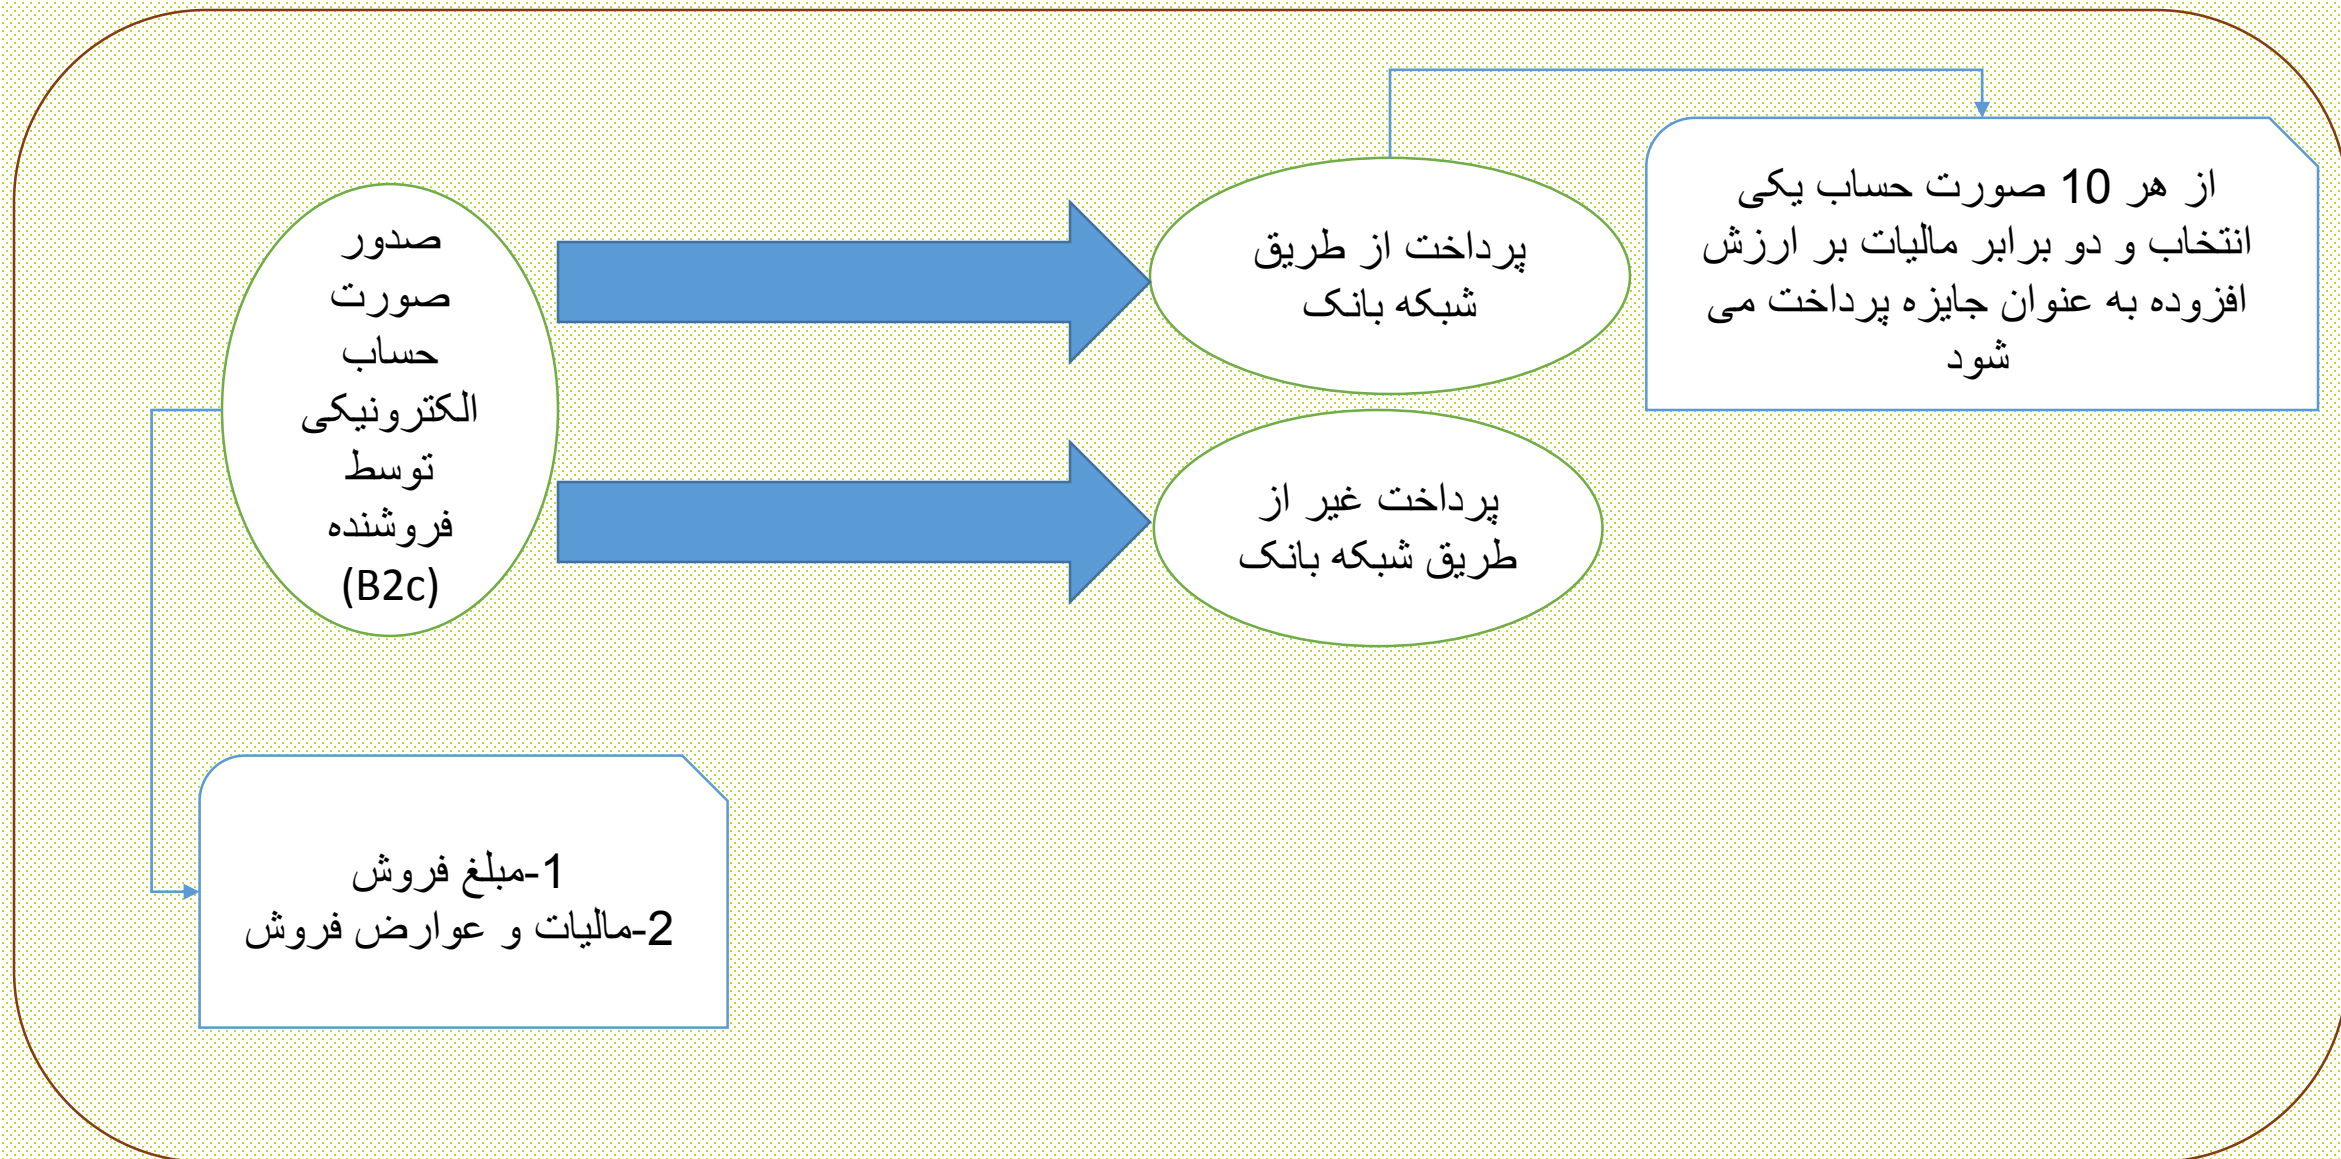 صدور
صورت
حساب
الکترونیکی
توسط
فروشنده
(B2c)
پرداخت از طریق
شبکه بانک
از هر 10 صورت حساب یکی
انتخاب و دو برابر مالیات بر ارزش
افزوده به عنوان جایزه پرداخت می
شود
پرداخت غیر از
طریق شبکه بانک
1-مبلغ فروش
2-مالیات و عوارض فروش